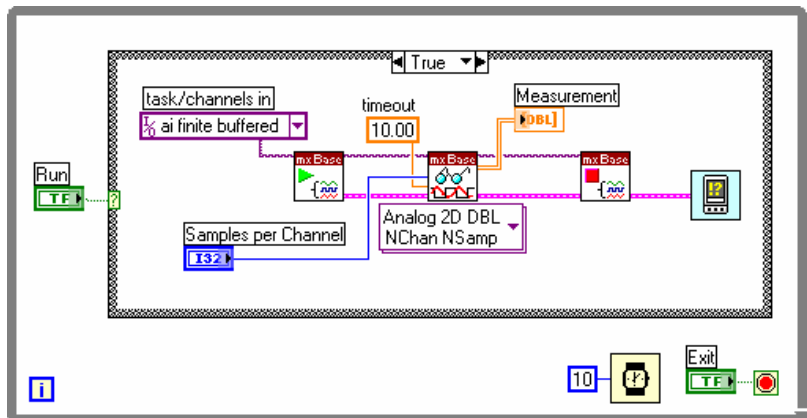 True
task/channels in
I/O ai finite buffered
timeout
10.00
Measurement
DBL]
mx Base
mx Base
mx Base
Run
TF
?
!?
Analog 2D DBL
NChan NSamp
Samples per Channel
I32
i
10
Exit
TF